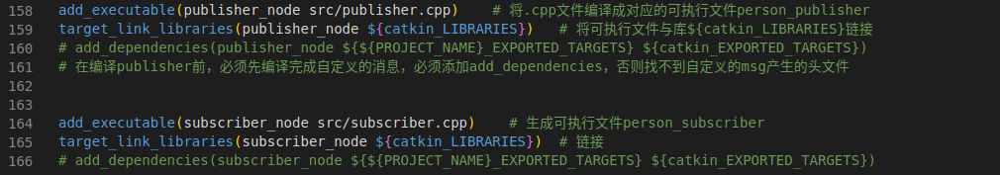 158 add_executable(publisher_node src/publisher.cpp) # 将.cpp文件编译成对应的可执行文件person_publisher
159 target_link_libraries(publisher_node ${catkin_LIBRARIES}) # 将可执行文件与库${catkin_LIBRARIES}链接
160 # add_dependencies(publisher_node ${${PROJECT_NAME}_EXPORTED_TARGETS} ${catkin_EXPORTED_TARGETS})
161 # 在编译publisher前，必须先编译完成自定义的消息，必须添加add_dependencies，否则找不到自定义的msg产生的头文件
162
163
164 add_executable(subscriber_node src/subscriber.cpp) # 生成可执行文件person_subscriber
165 target_link_libraries(subscriber_node ${catkin_LIBRARIES}) # 链接
166 # add_dependencies(subscriber_node ${${PROJECT_NAME}_EXPORTED_TARGETS} ${catkin_EXPORTED_TARGETS})